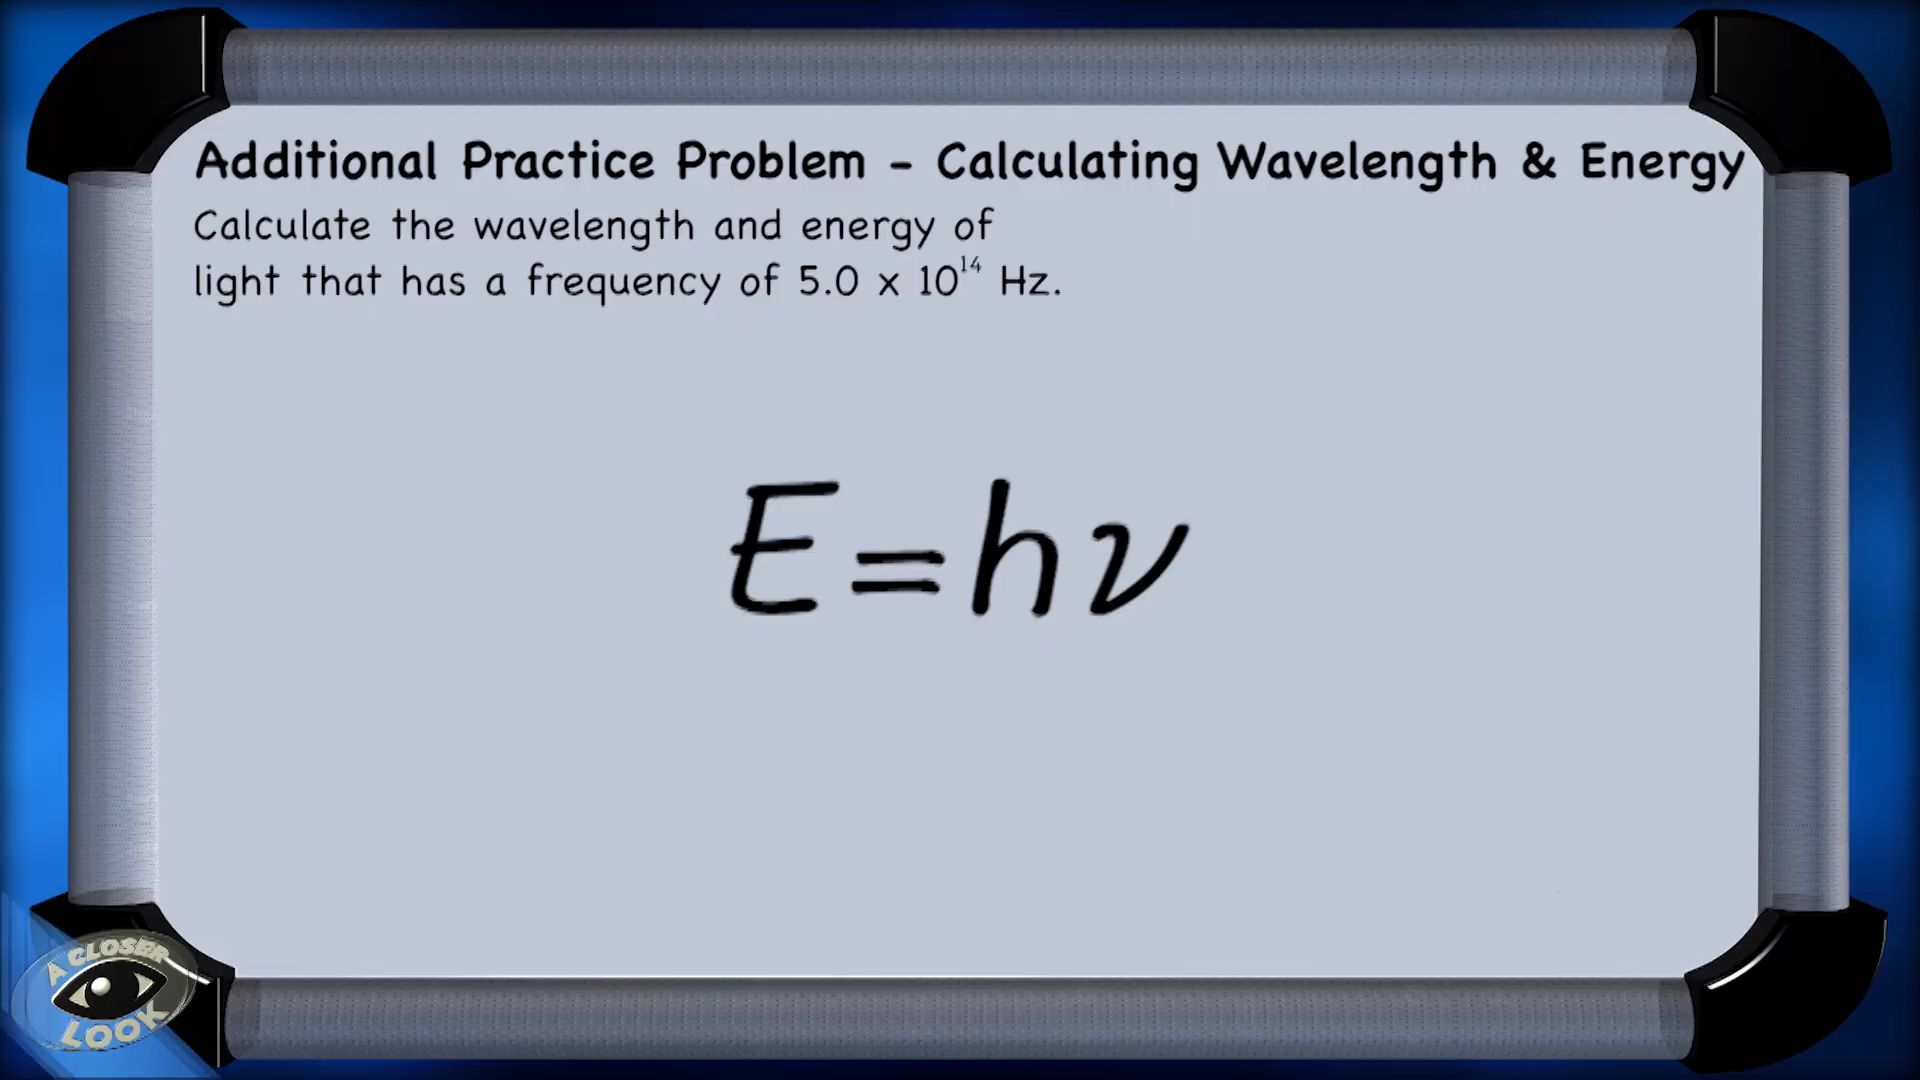 Additional Practice Problem - Calculating Wavelength & Energy
Calculate the wavelength and energy of
light that has a frequency of 5.0 x 10¹⁴ Hz.
E=hν
A CLOSER
LOOK